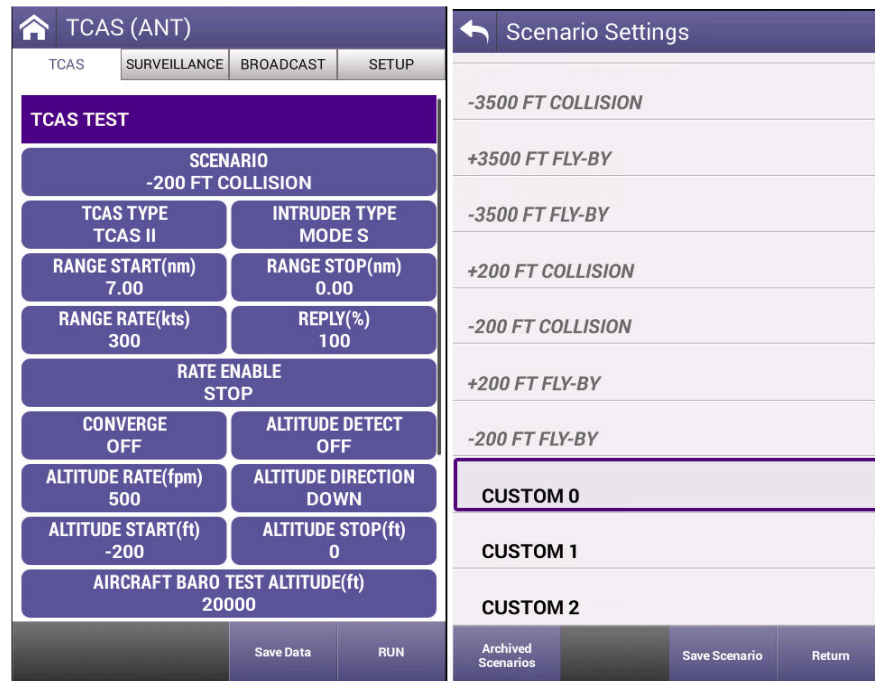 TCAS (ANT)
TCAS SURVEILLANCE BROADCAST SETUP
TCAS TEST
SCENARIO
-200 FT COLLISION
TCAS TYPE INTRUDER TYPE
TCAS II MODE S
RANGE START(nm) RANGE STOP(nm)
7.00 0.00
RANGE RATE(kts) REPLY(%)
300 100
RATE ENABLE
STOP
CONVERGE ALTITUDE DETECT
OFF OFF
ALTITUDE RATE(fpm) ALTITUDE DIRECTION
500 DOWN
ALTITUDE START(ft) ALTITUDE STOP(ft)
-200 0
AIRCRAFT BARO TEST ALTITUDE(ft)
20000
Save Data RUN
Scenario Settings
-3500 FT COLLISION
+3500 FT FLY-BY
-3500 FT FLY-BY
+200 FT COLLISION
-200 FT COLLISION
+200 FT FLY-BY
-200 FT FLY-BY
CUSTOM 0
CUSTOM 1
CUSTOM 2
Archived
Scenarios Save Scenario Return